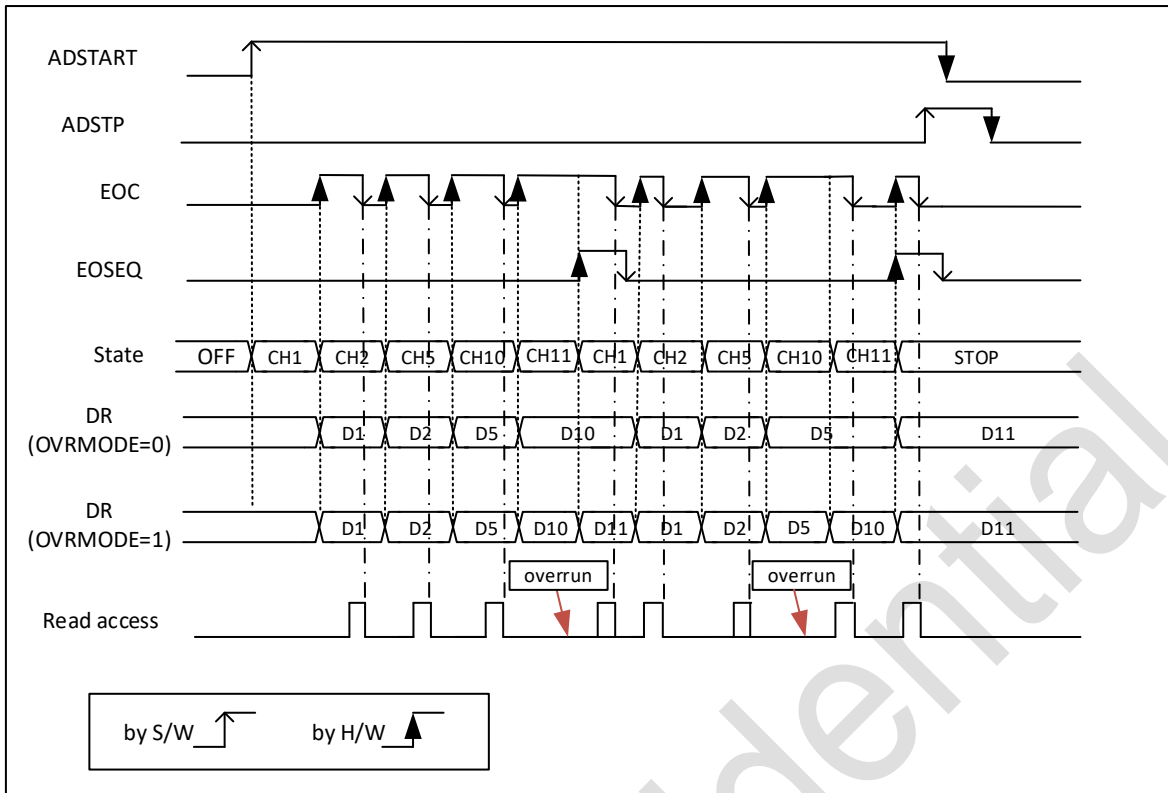 ADSTART
ADSTP
EOC
EOSEQ
State OFF CH1 CH2 CH5 CH10 CH11 CH1 CH2 CH5 CH10 CH11 STOP
DR
(OVRMODE=0) D1 D2 D5 D10 D1 D2 D5 D11
DR
(OVRMODE=1) D1 D2 D5 D10 D11 D1 D2 D5 D10 D11
overrun overrun
Read access
by S/W by H/W
dential